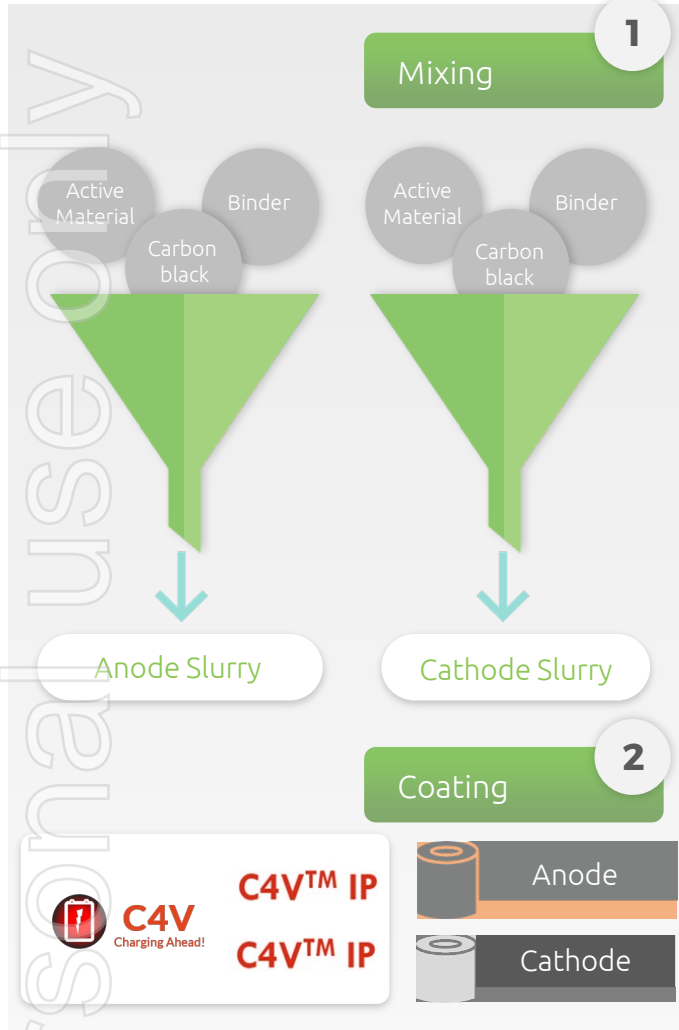 1
Mixing
Active
Material
Binder
Carbon
black
Active
Material
Binder
Carbon
black
Anode Slurry
Cathode Slurry
2
Coating
C4V
Charging Ahead!
C4V™ IP
C4V™ IP
Anode
Cathode
sonal use only